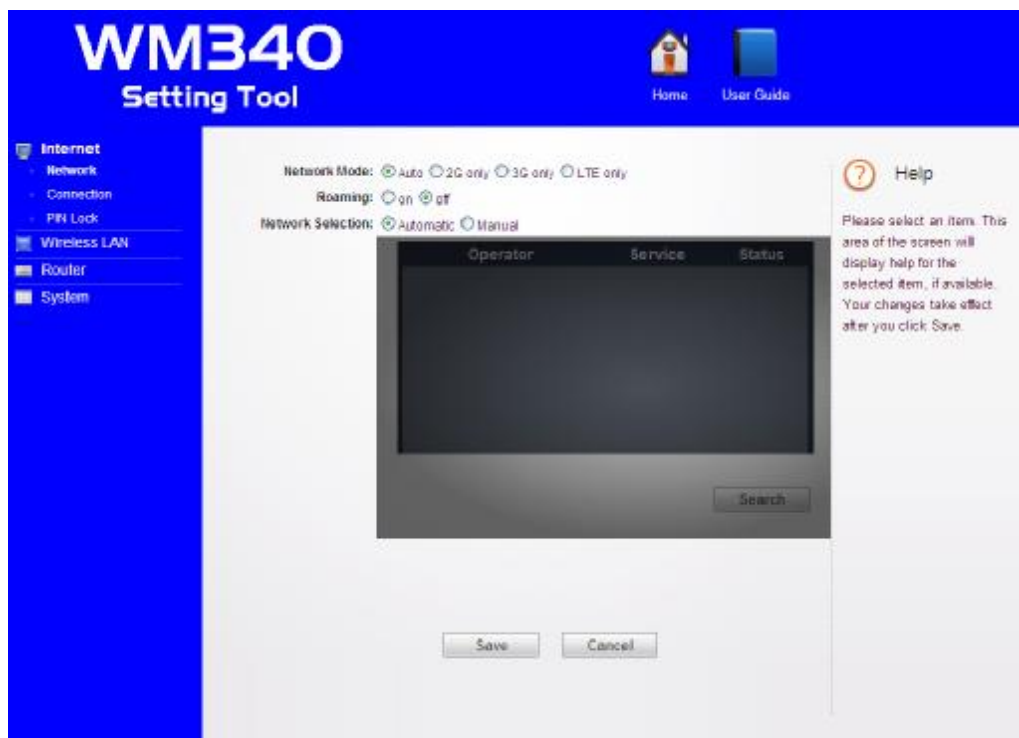 WM340
Setting Tool
Home
User Guide
Internet
Network
Connection
PIN Lock
Wireless LAN
Router
System
Network Mode: Auto 2G only 3G only LTE only
Roaming: on off
Network Selection: Automatic Manual
Operator Service Status
Search
Save Cancel
Help
Please select an item. This
area of the screen will
display help for the
selected item, if available.
Your changes take effect
after you click Save.